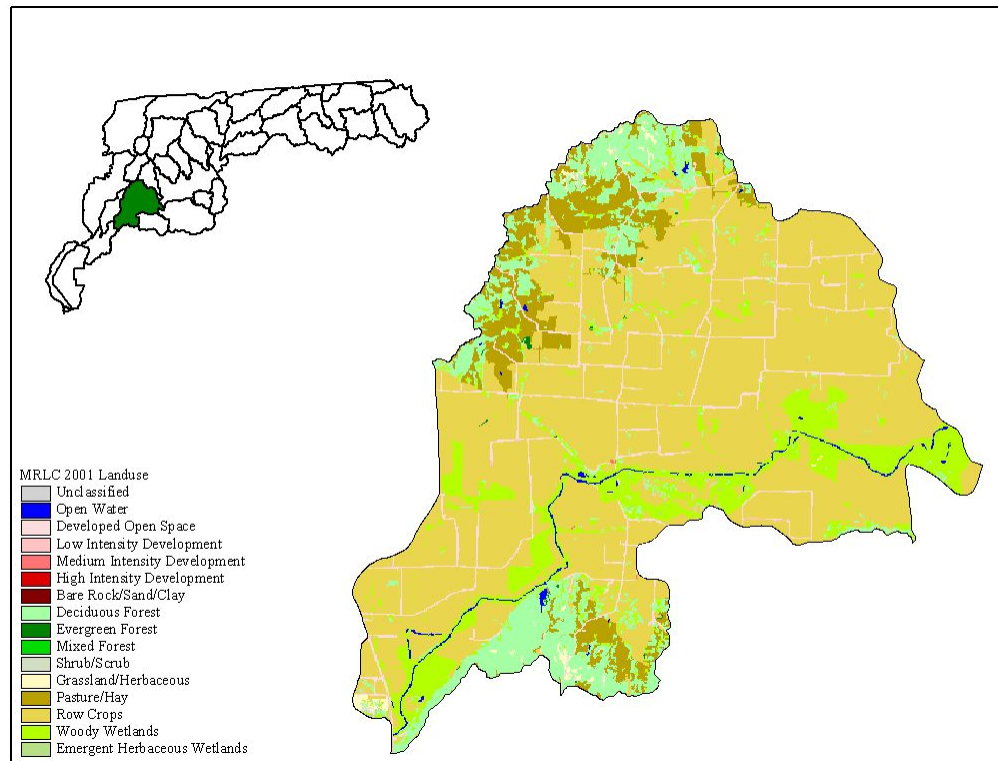 MRLC 2001 Landuse
Unclassified
Open Water
Developed Open Space
Low Intensity Development
Medium Intensity Development
High Intensity Development
Bare Rock/Sand/Clay
Deciduous Forest
Evergreen Forest
Mixed Forest
Shrub/Scrub
Grassland/Herbaceous
Pasture/Hay
Row Crops
Woody Wetlands
Emergent Herbaceous Wetlands